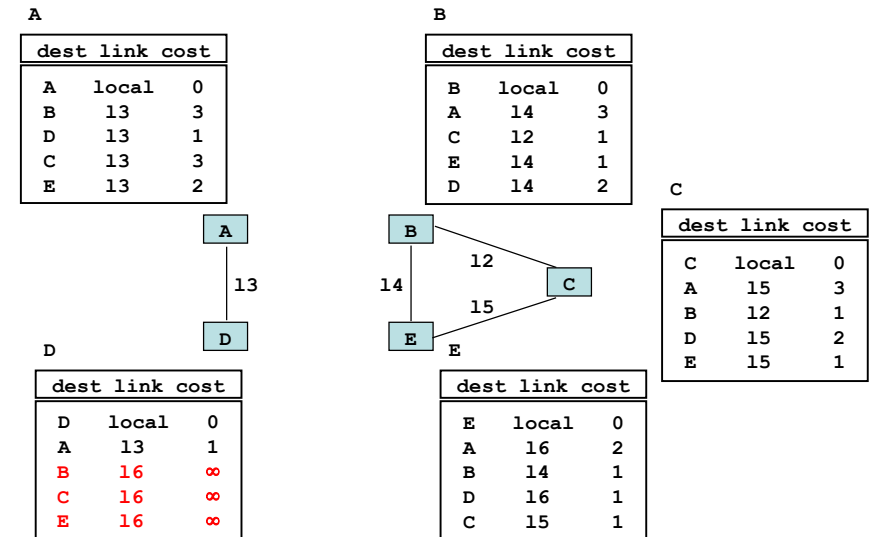 A
dest link cost
A local 0
B l3 3
D l3 1
C l3 3
E l3 2
B
dest link cost
B local 0
A l4 3
C l2 1
E l4 1
D l4 2
C
dest link cost
C local 0
A l5 3
B l2 1
D l5 2
E l5 1
A
B
l2
l3
l4
C
l5
D
E
D
dest link cost
D local 0
A l3 1
B l6 ∞
C l6 ∞
E l6 ∞
E
dest link cost
E local 0
A l6 2
B l4 1
D l6 1
C l5 1